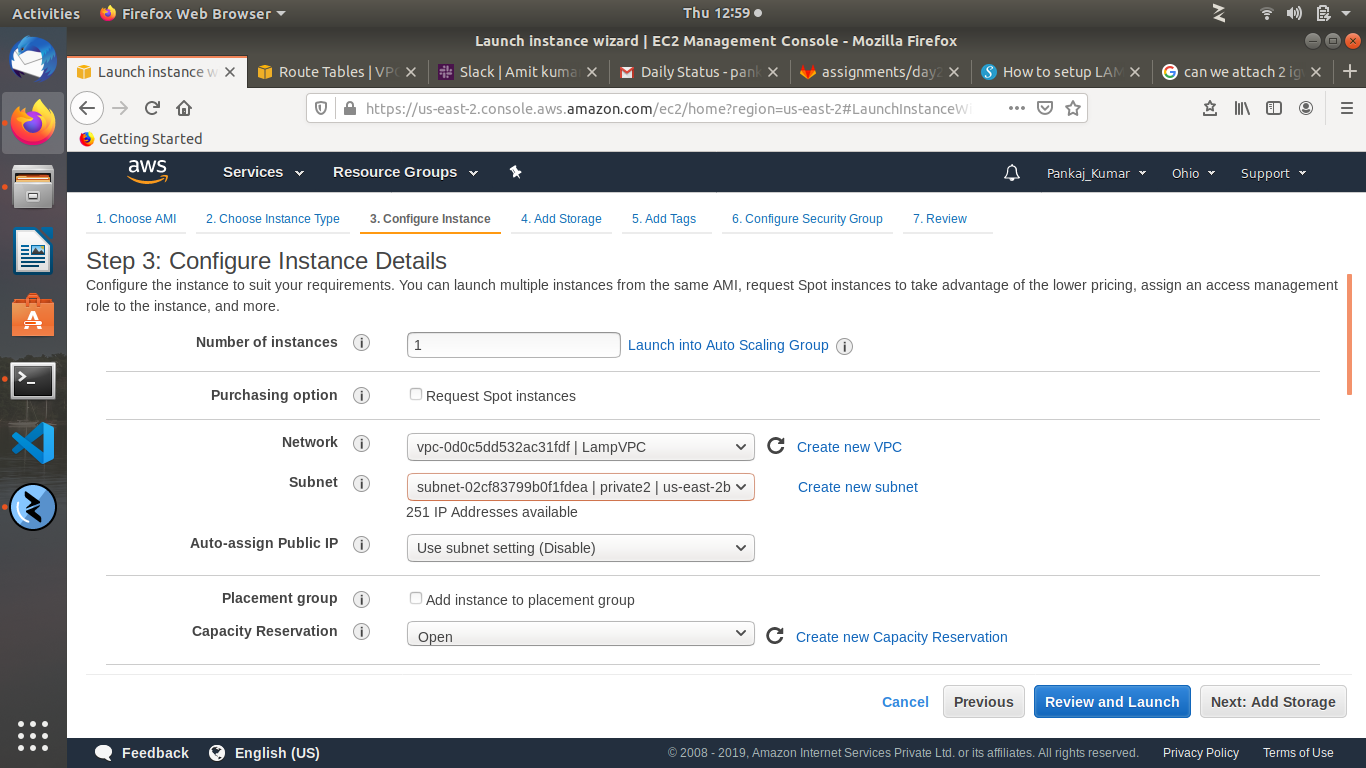 Activities Firefox Web Browser Thu 12:59
Launch instance wizard | EC2 Management Console - Mozilla Firefox
Launch instance w Route Tables | VPC Slack | Amit kuma Daily Status - pank assignments/day2 How to setup LAM can we attach 2 ig
https://us-east-2.console.aws.amazon.com/ec2/home?region=us-east-2#LaunchInstanceW
Getting Started
aws Services Resource Groups Pankaj_Kumar Ohio Support
1. Choose AMI 2. Choose Instance Type 3. Configure Instance 4. Add Storage 5. Add Tags 6. Configure Security Group 7. Review
Step 3: Configure Instance Details
Configure the instance to suit your requirements. You can launch multiple instances from the same AMI, request Spot instances to take advantage of the lower pricing, assign an access management
role to the instance, and more.
Number of instances i 1 Launch into Auto Scaling Group i
Purchasing option i Request Spot instances
Network i vpc-0d0c5dd532ac31fdf | LampVPC Create new VPC
Subnet i subnet-02cf83799b0f1fdea | private2 | us-east-2b Create new subnet
251 IP Addresses available
Auto-assign Public IP i Use subnet setting (Disable)
Placement group i Add instance to placement group
Capacity Reservation i Open Create new Capacity Reservation
Cancel Previous Review and Launch Next: Add Storage
Feedback English (US) © 2008 - 2019, Amazon Internet Services Private Ltd. or its affiliates. All rights reserved. Privacy Policy Terms of Use